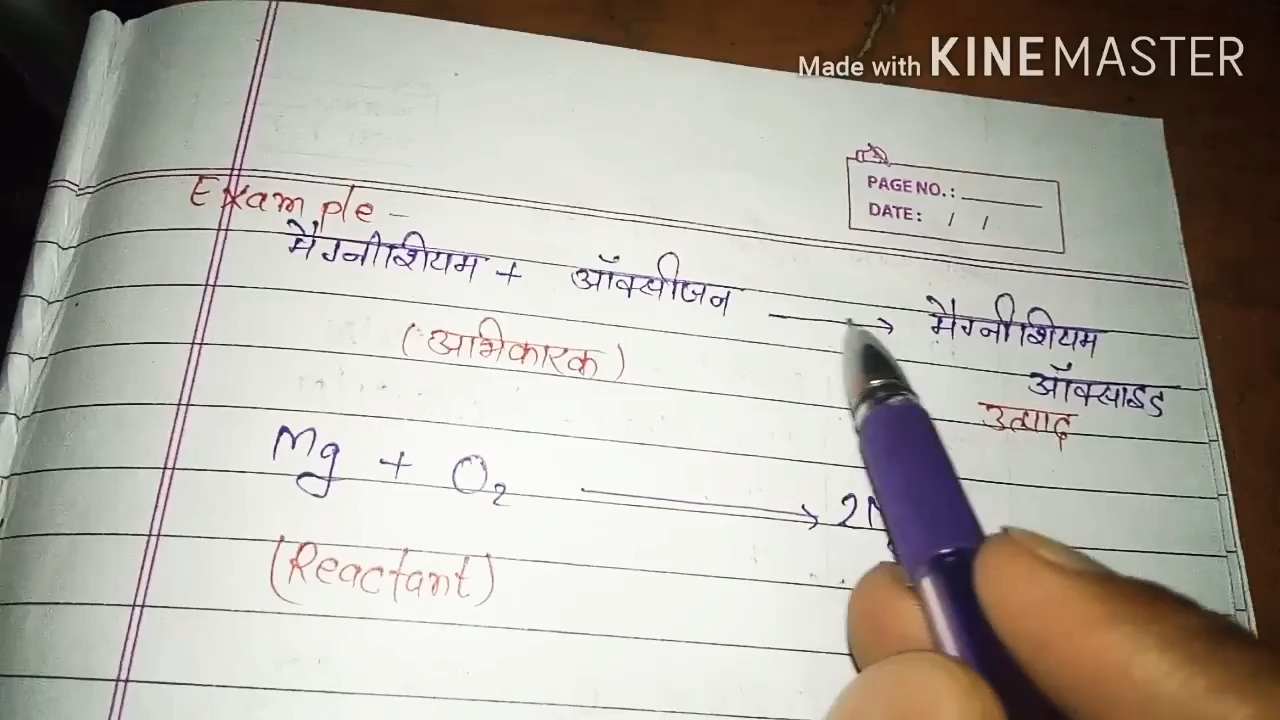 Made with KINEMASTER
PAGE NO.:
DATE: / /
Example -
मैग्नीशियम + ऑक्सीजन → मैग्नीशियम
ऑक्साइड
(अभिकारक)
उत्पाद
Mg + O₂ → 2
(Reactant)